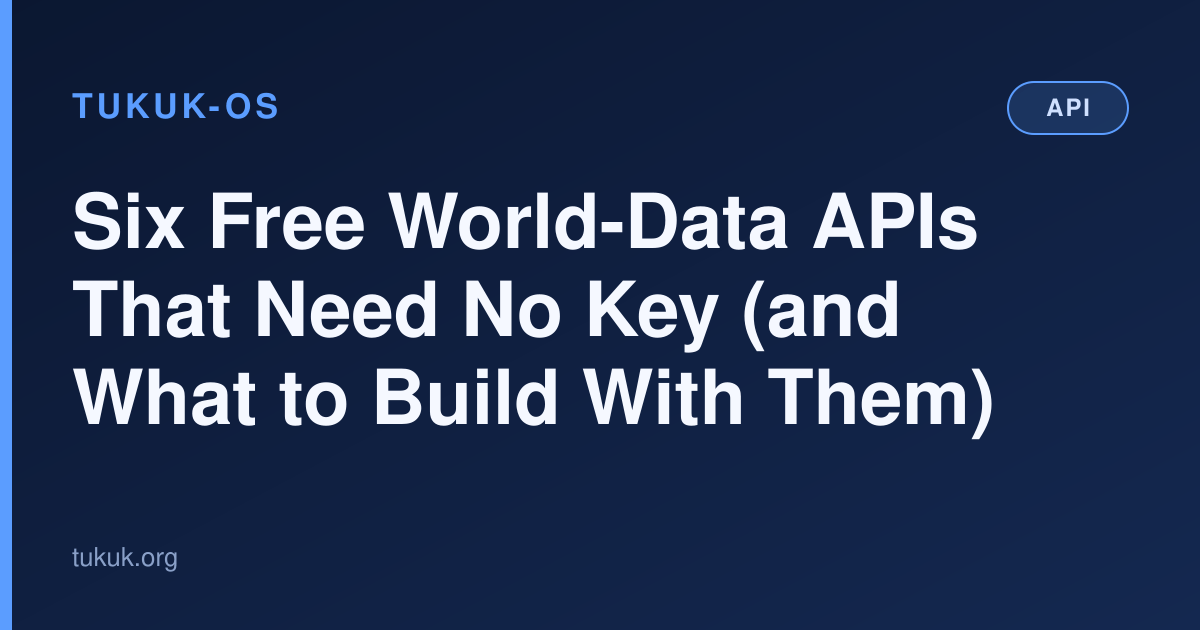 TUKUK-OS
API
Six Free World-Data APIs
That Need No Key (and
What to Build With Them)
tukuk.org